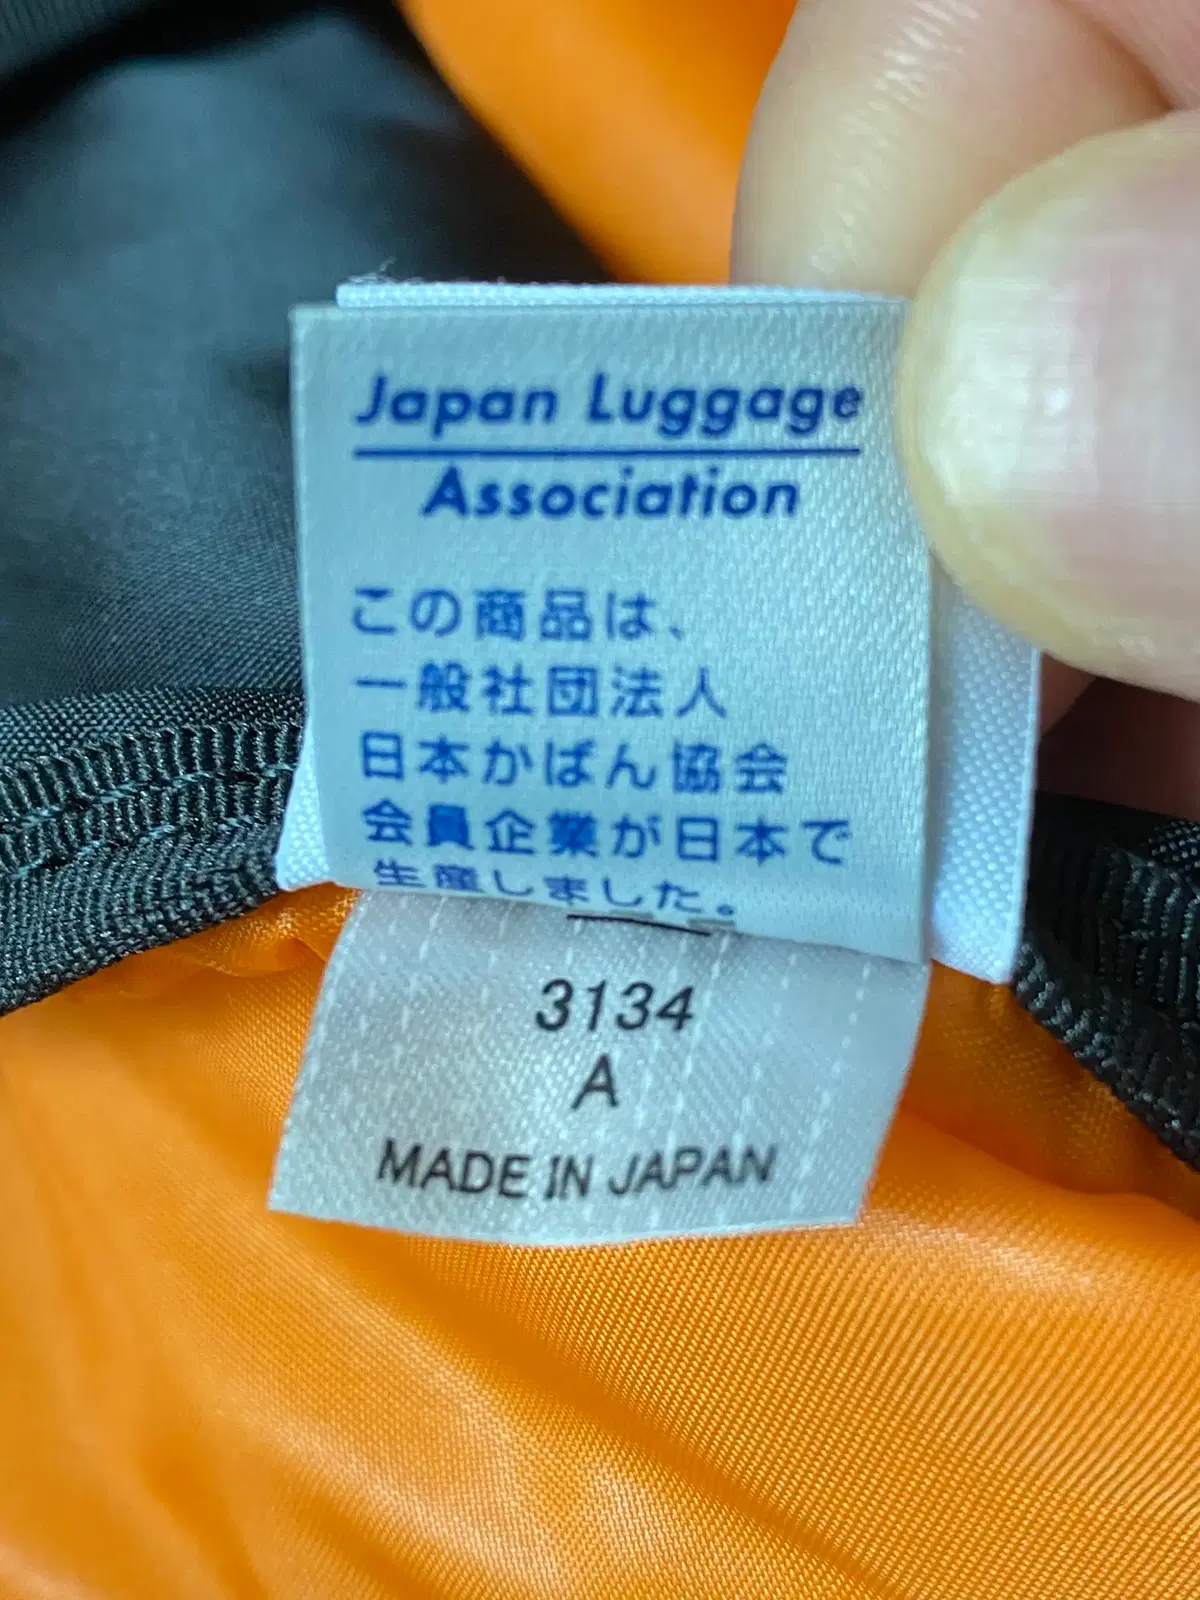 Japan Luggage
Association
この商品は、
一般社団法人
日本かばん協会
会員企業が日本で
生産しました。
3134
A
MADE IN JAPAN